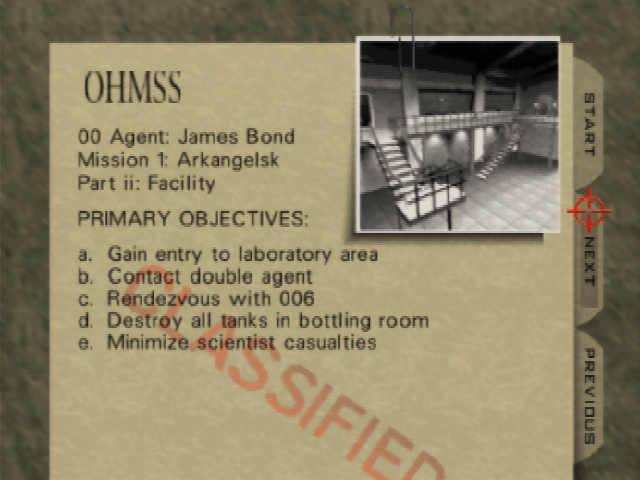 OHMSS
00 Agent: James Bond
Mission 1: Arkangelsk
Part ii: Facility
PRIMARY OBJECTIVES:
a. Gain entry to laboratory area
b. Contact double agent
c. Rendezvous with 006
d. Destroy all tanks in bottling room
e. Minimize scientist casualties
CLASSIFIED
START
NEXT
PREVIOUS